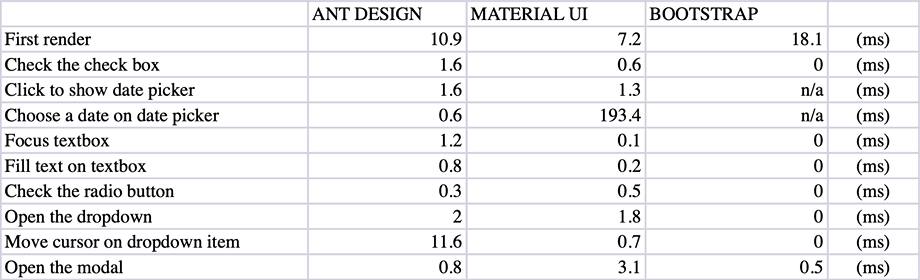 ANT DESIGN MATERIAL UI BOOTSTRAP
First render 10.9 7.2 18.1 (ms)
Check the check box 1.6 0.6 0 (ms)
Click to show date picker 1.6 1.3 n/a (ms)
Choose a date on date picker 0.6 193.4 n/a (ms)
Focus textbox 1.2 0.1 0 (ms)
Fill text on textbox 0.8 0.2 0 (ms)
Check the radio button 0.3 0.5 0 (ms)
Open the dropdown 2 1.8 0 (ms)
Move cursor on dropdown item 11.6 0.7 0 (ms)
Open the modal 0.8 3.1 0.5 (ms)